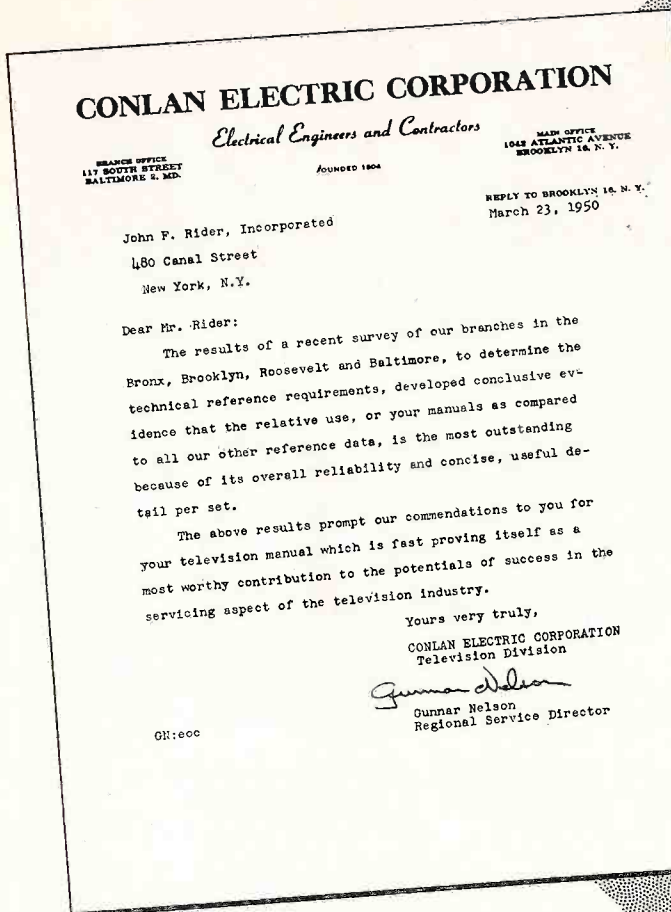 CONLAN ELECTRIC CORPORATION
Electrical Engineers and Contractors
BRANCH OFFICE
117 SOUTH STREET
BALTIMORE 2, MD.
FOUNDED 1904
MAIN OFFICE
1042 ATLANTIC AVENUE
BROOKLYN 16, N. Y.
REPLY TO BROOKLYN 16, N. Y.
March 23, 1950
John F. Rider, Incorporated
480 Canal Street
New York, N.Y.
Dear Mr. Rider:
The results of a recent survey of our branches in the
Bronx, Brooklyn, Roosevelt and Baltimore, to determine the
technical reference requirements, developed conclusive ev-
idence that the relative use, or your manuals as compared
to all our other reference data, is the most outstanding
because of its overall reliability and concise, useful de-
tail per set.
The above results prompt our commendations to you for
your television manual which is fast proving itself as a
most worthy contribution to the potentials of success in the
servicing aspect of the television industry.
Yours very truly,
CONLAN ELECTRIC CORPORATION
Television Division
Gunnar Nelson
Gunnar Nelson
Regional Service Director
GN:eoc